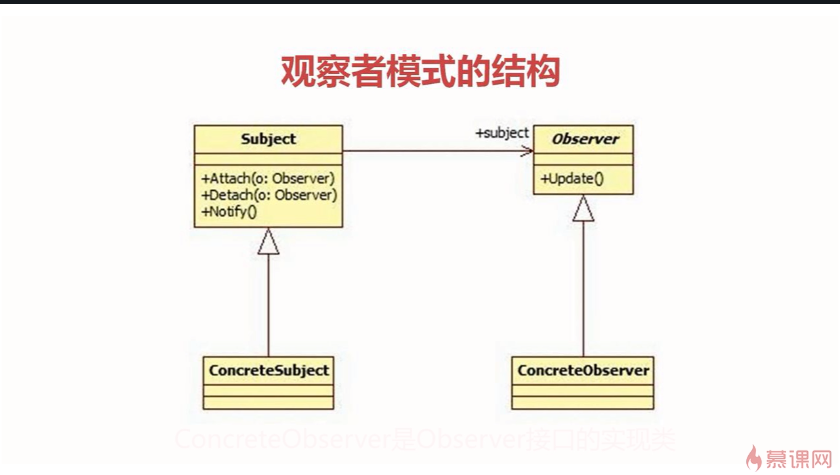 观察者模式的结构
Subject
+Attach(o: Observer)
+Detach(o: Observer)
+Notify()
+subject
Observer
+Update()
ConcreteSubject
ConcreteObserver
ConcreteObserver是Observer接口的实现类
慕课网